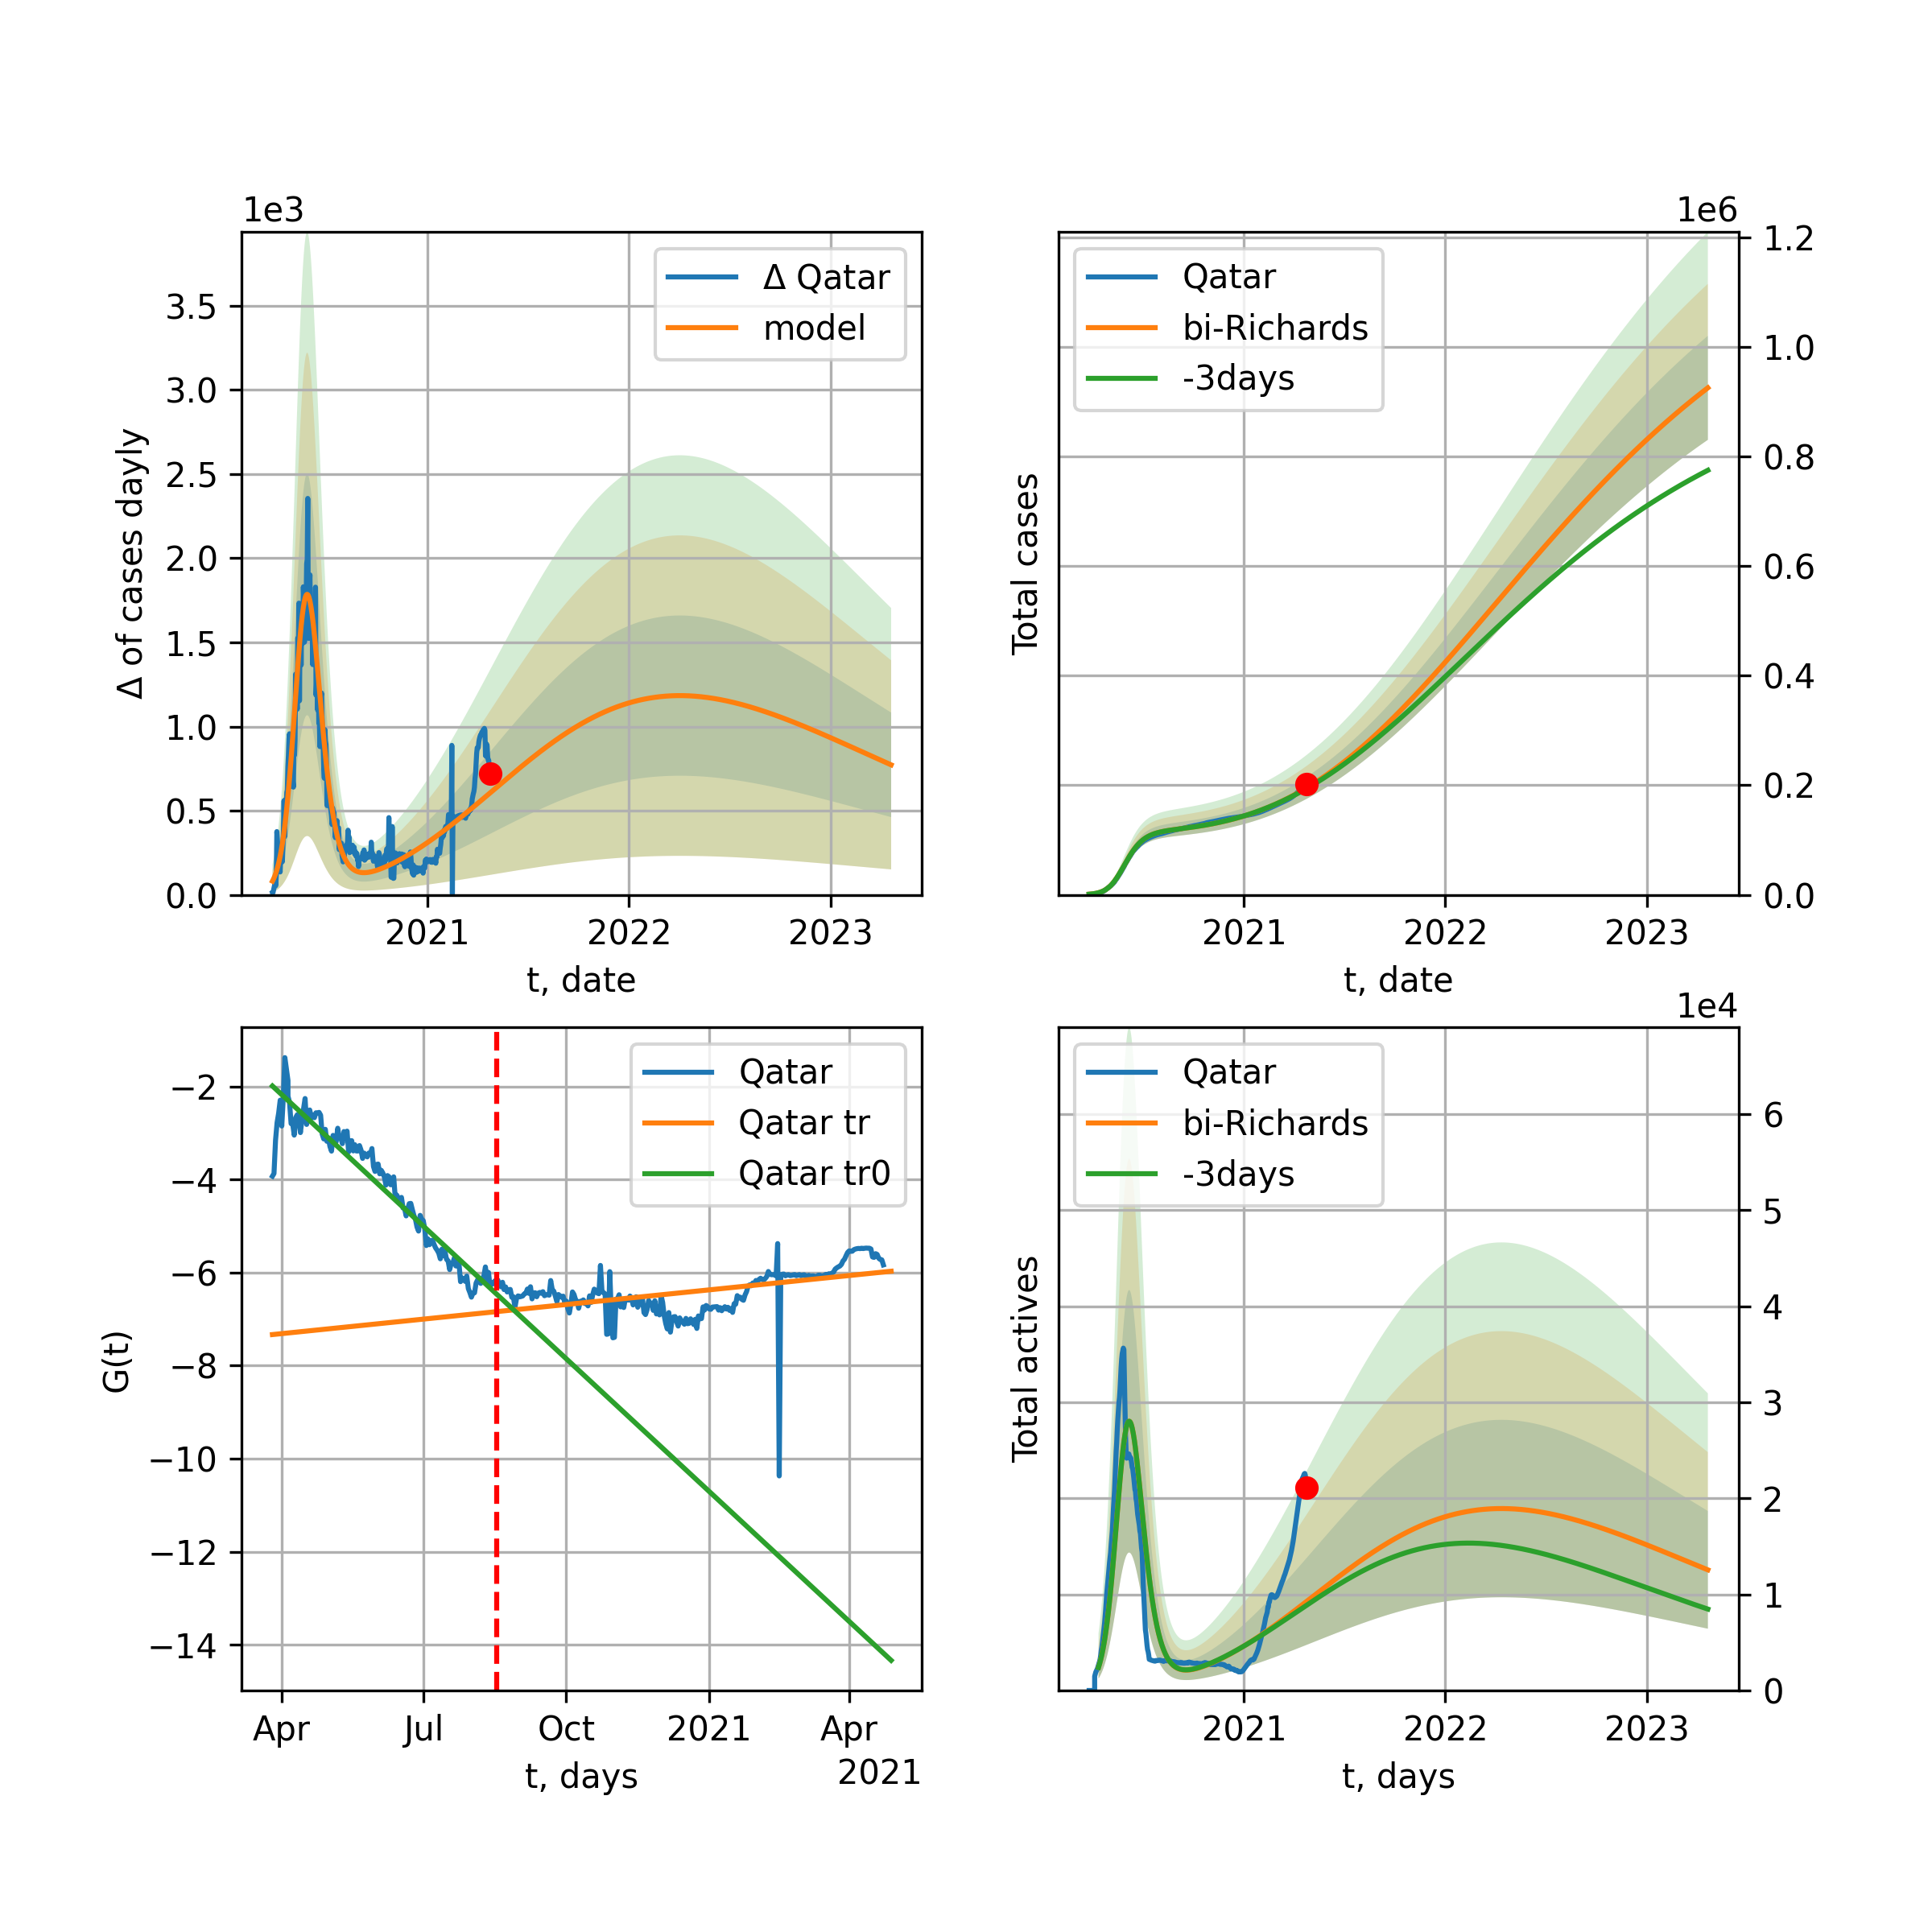 1e3
Δ of cases dayly
3.5
3.0
2.5
2.0
1.5
1.0
0.5
0.0
Δ Qatar
model
2021 2022 2023
t, date
1e6
Total cases
Qatar
bi-Richards
-3days
1.2
1.0
0.8
0.6
0.4
0.2
0.0
2021 2022 2023
t, date
G(t)
−2
−4
−6
−8
−10
−12
−14
Qatar
Qatar tr
Qatar tr0
Apr Jul Oct 2021 Apr
t, days
2021
1e4
Total actives
Qatar
bi-Richards
-3days
6
5
4
3
2
1
0
2021 2022 2023
t, days